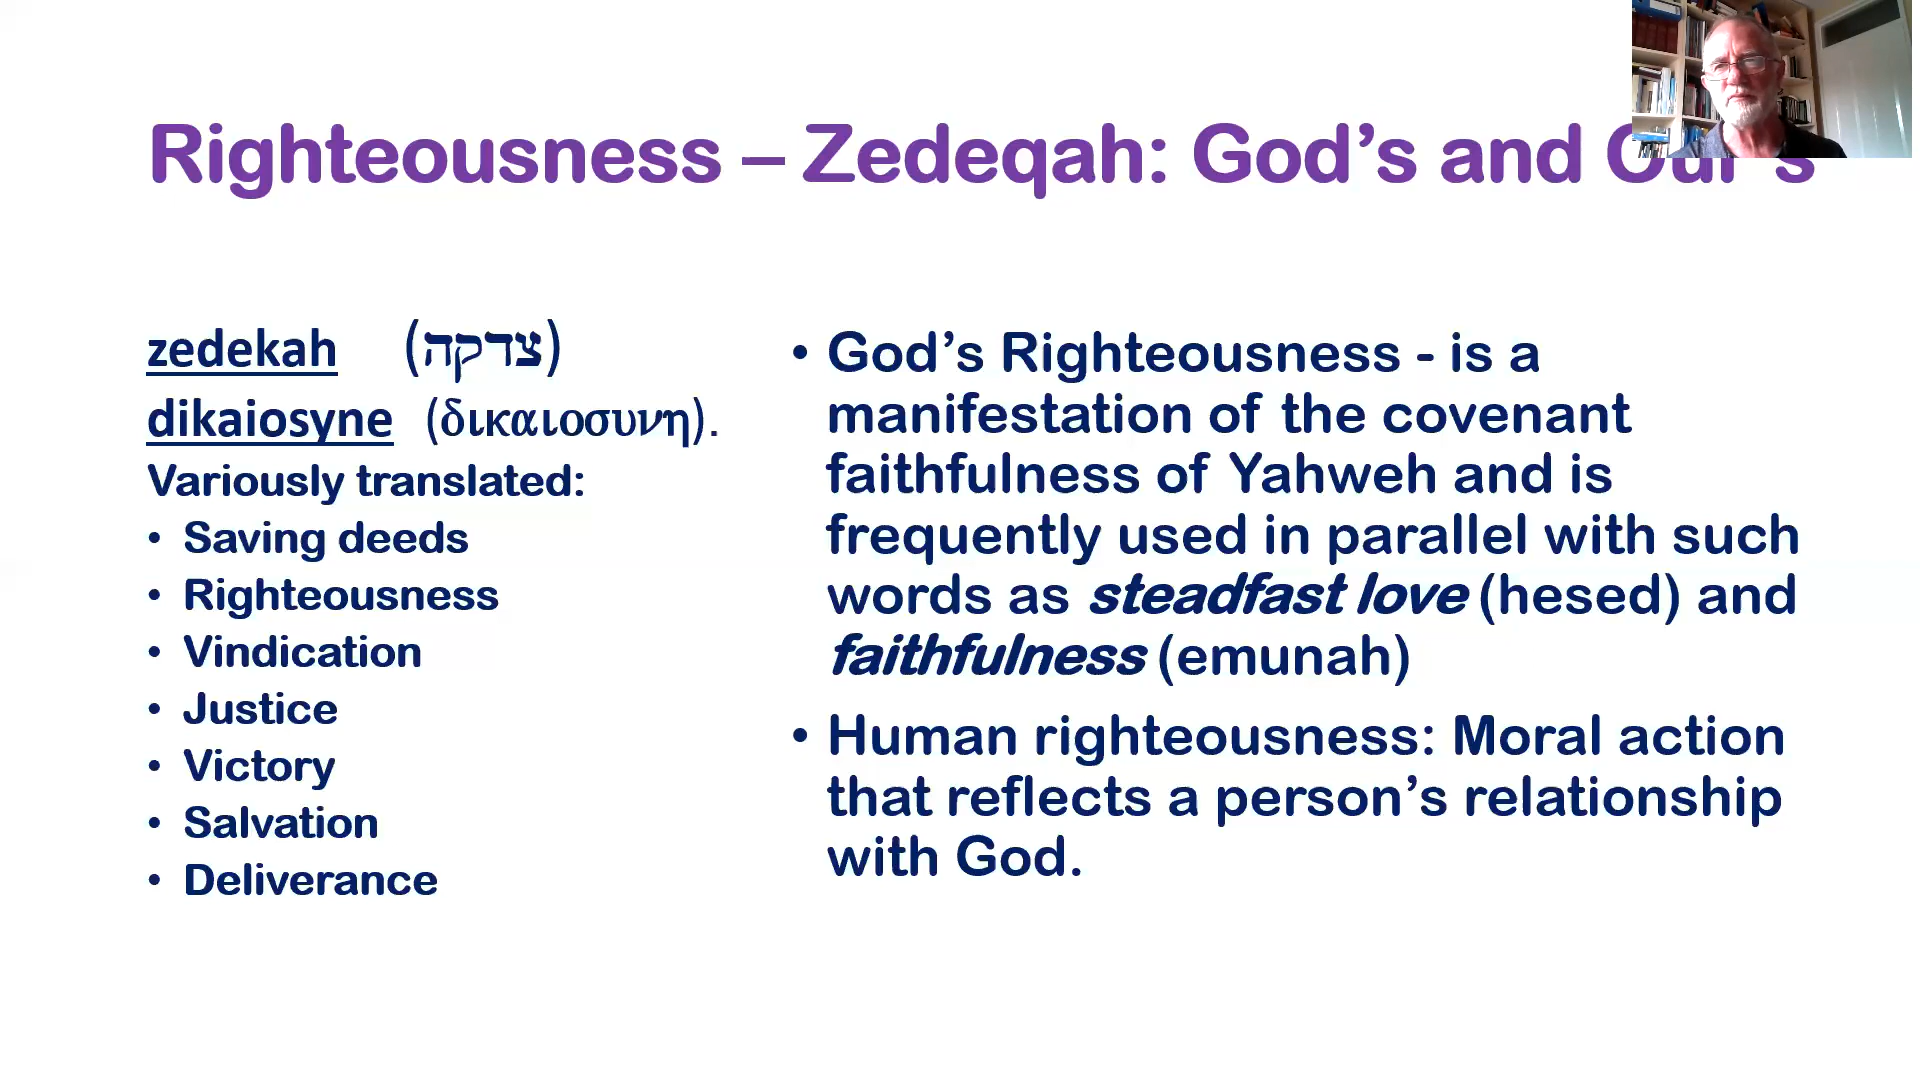 Righteousness – Zedeqah: God’s and Our’s
zedekah (צדקה)
dikaiosyne (δικαιοσυνη).
Variously translated:
• Saving deeds
• Righteousness
• Vindication
• Justice
• Victory
• Salvation
• Deliverance
• God’s Righteousness - is a
manifestation of the covenant
faithfulness of Yahweh and is
frequently used in parallel with such
words as steadfast love (hesed) and
faithfulness (emunah)
• Human righteousness: Moral action
that reflects a person’s relationship
with God.